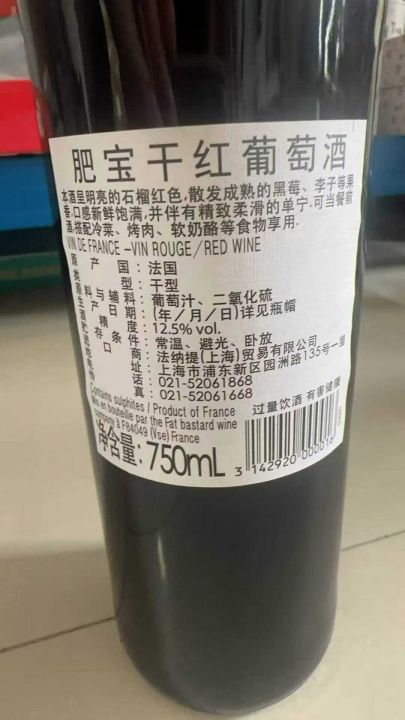 肥宝干红葡萄酒
本酒呈明亮的石榴红色,散发成熟的黑莓、李子等果
香,口感新鲜饱满,并伴有精致柔滑的单宁.可当餐前
酒,搭配冷菜、烤肉、软奶酪等食物享用.
VIN DE FRANCE -VIN ROUGE/RED WINE
原 产 国:法国
类 型:干型
原料与辅料:葡萄汁、二氧化硫
生产日期:(年/月/日)详见瓶帽
酒精度:12.5% vol.
贮存条件:常温、避光、卧放
进口商:法纳提(上海)贸易有限公司
地址:上海市浦东新区园洲路135号一层
电话:021-52061868
传真:021-52061668
Contains sulphites / Product of France
Mis en bouteille par the Fat bastard wine
company à F84049 (Vse) France
过量饮酒 有害健康
净含量:750mL
3 142920 000016